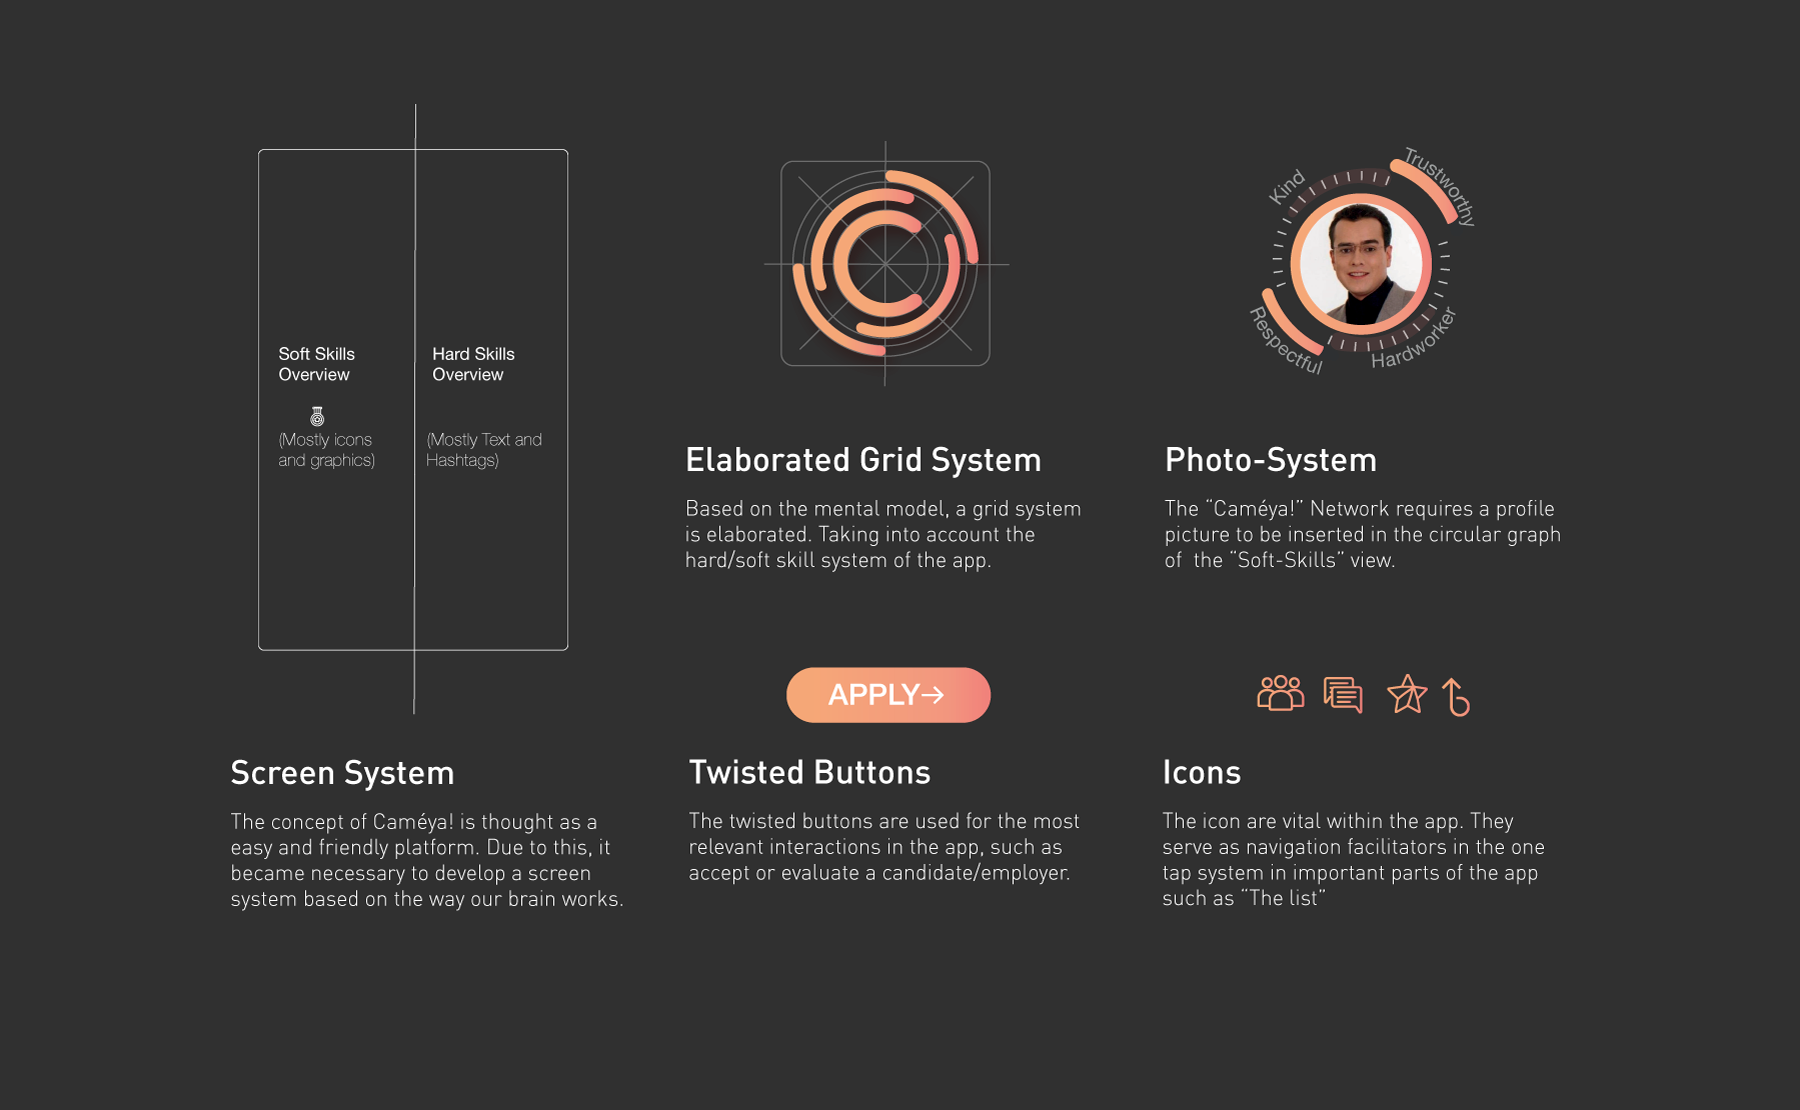 Soft Skills
Overview
(Mostly icons
and graphics)
Hard Skills
Overview
(Mostly Text and
Hashtags)
Screen System
The concept of Caméya! is thought as a
easy and friendly platform. Due to this, it
became necessary to develop a screen
system based on the way our brain works.
Elaborated Grid System
Based on the mental model, a grid system
is elaborated. Taking into account the
hard/soft skill system of the app.
Kind
Trustworthy
Respectful
Hardworker
Photo-System
The “Caméya!” Network requires a profile
picture to be inserted in the circular graph
of the “Soft-Skills” view.
APPLY→
Twisted Buttons
The twisted buttons are used for the most
relevant interactions in the app, such as
accept or evaluate a candidate/employer.
Icons
The icon are vital within the app. They
serve as navigation facilitators in the one
tap system in important parts of the app
such as “The list”